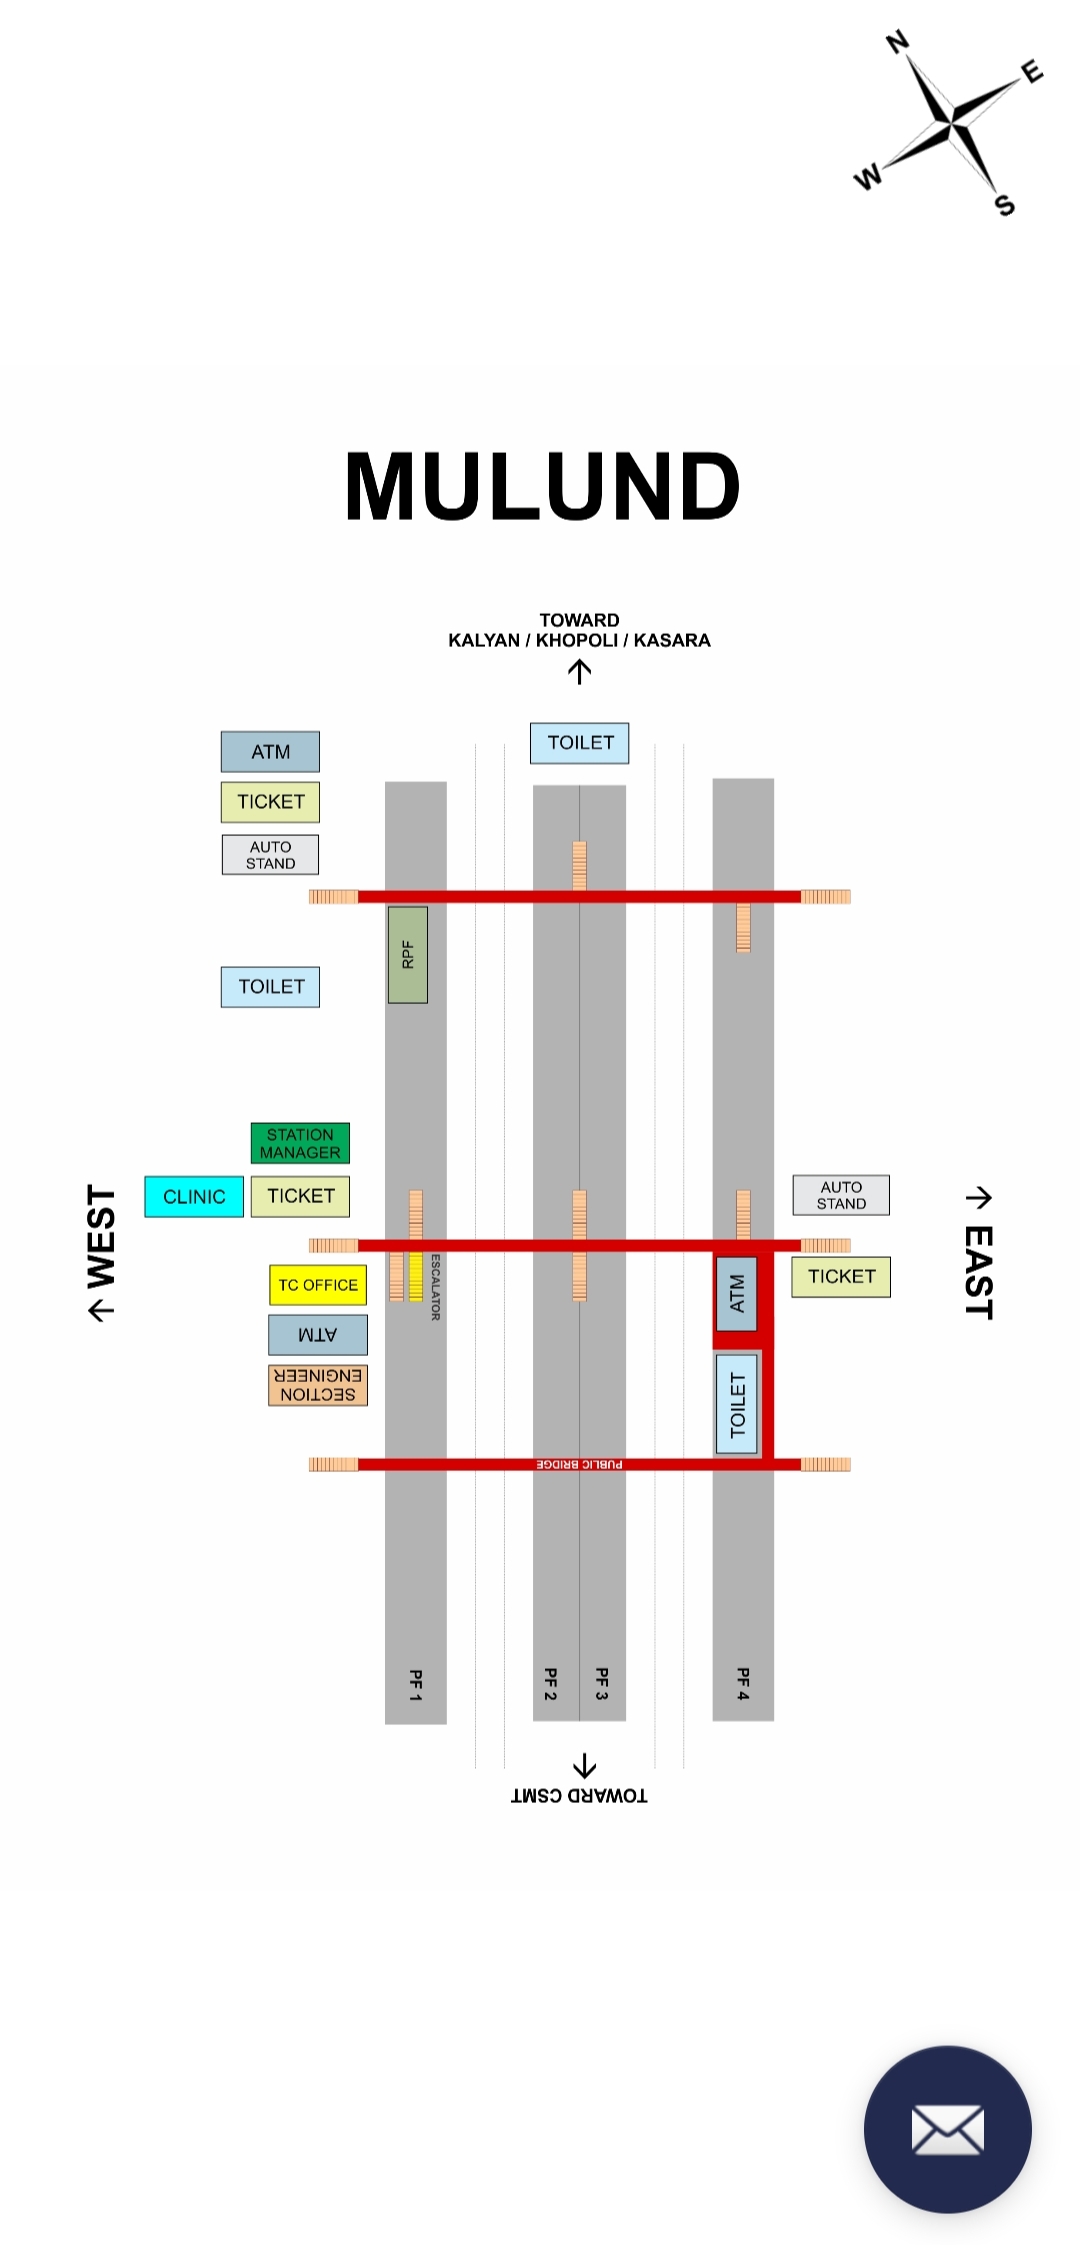 N
E
W
S
MULUND
TOWARD
KALYAN / KHOPOLI / KASARA
↑
TOILET
ATM
TICKET
AUTO
STAND
RPF
TOILET
STATION
MANAGER
CLINIC
TICKET
↑ WEST
AUTO
STAND
↑ EAST
TICKET
TC OFFICE
ESCALATOR
ATM
ATM
SECTION
ENGINEER
TOILET
PUBLIC BRIDGE
PF 1
PF 2
PF 3
PF 4
↓
TOWARD CSMT